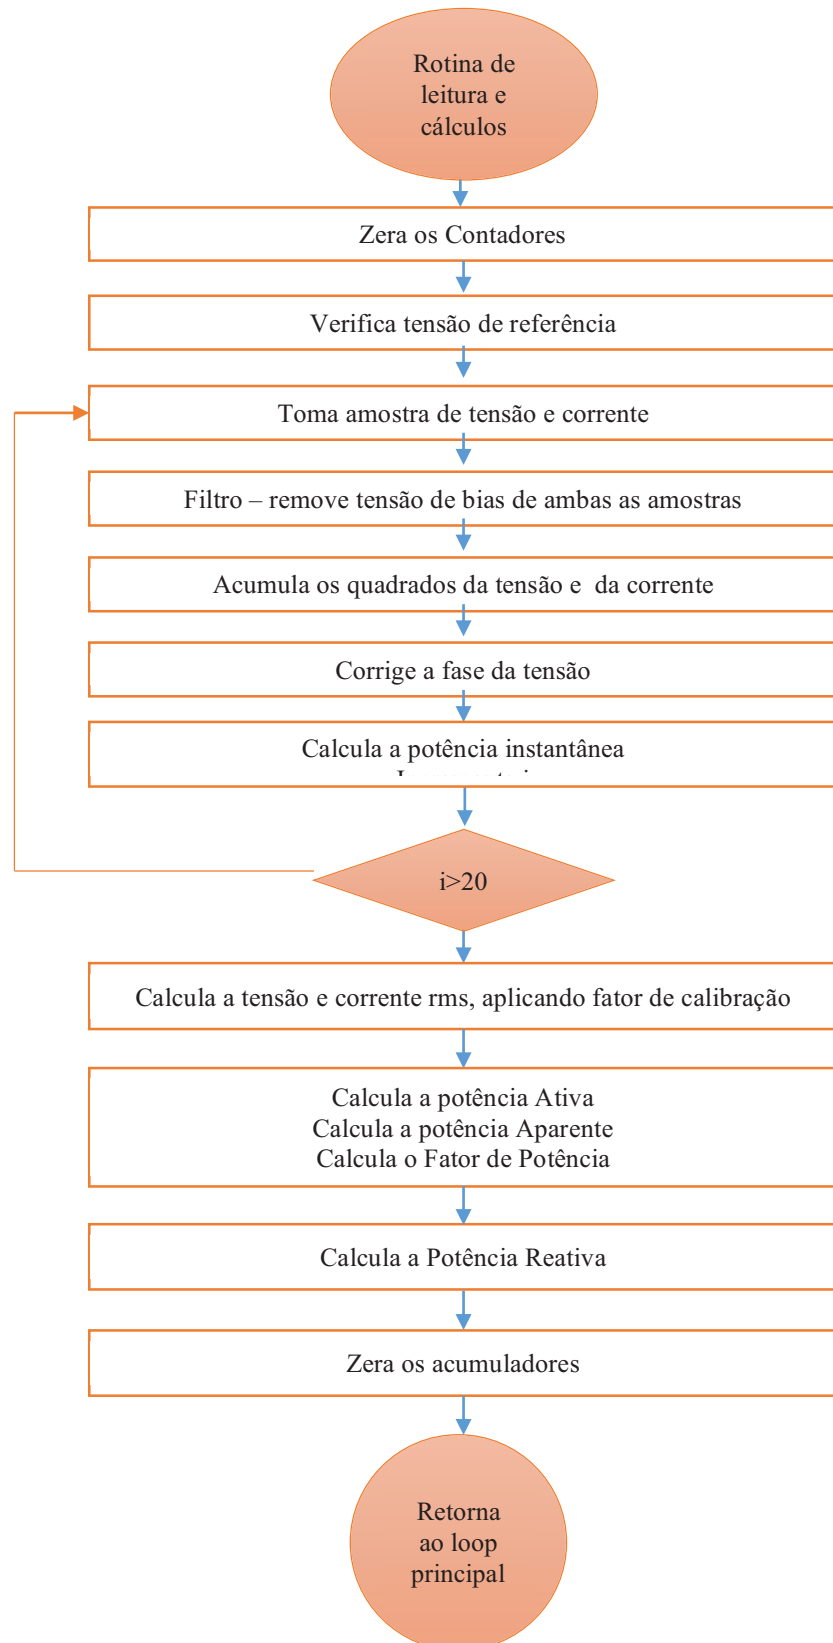 Rotina de
leitura e
cálculos
Zera os Contadores
Verifica tensão de referência
Toma amostra de tensão e corrente
Filtro – remove tensão de bias de ambas as amostras
Acumula os quadrados da tensão e da corrente
Corrige a fase da tensão
Calcula a potência instantânea
i>20
Calcula a tensão e corrente rms, aplicando fator de calibração
Calcula a potência Ativa
Calcula a potência Aparente
Calcula o Fator de Potência
Calcula a Potência Reativa
Zera os acumuladores
Retorna
ao loop
principal